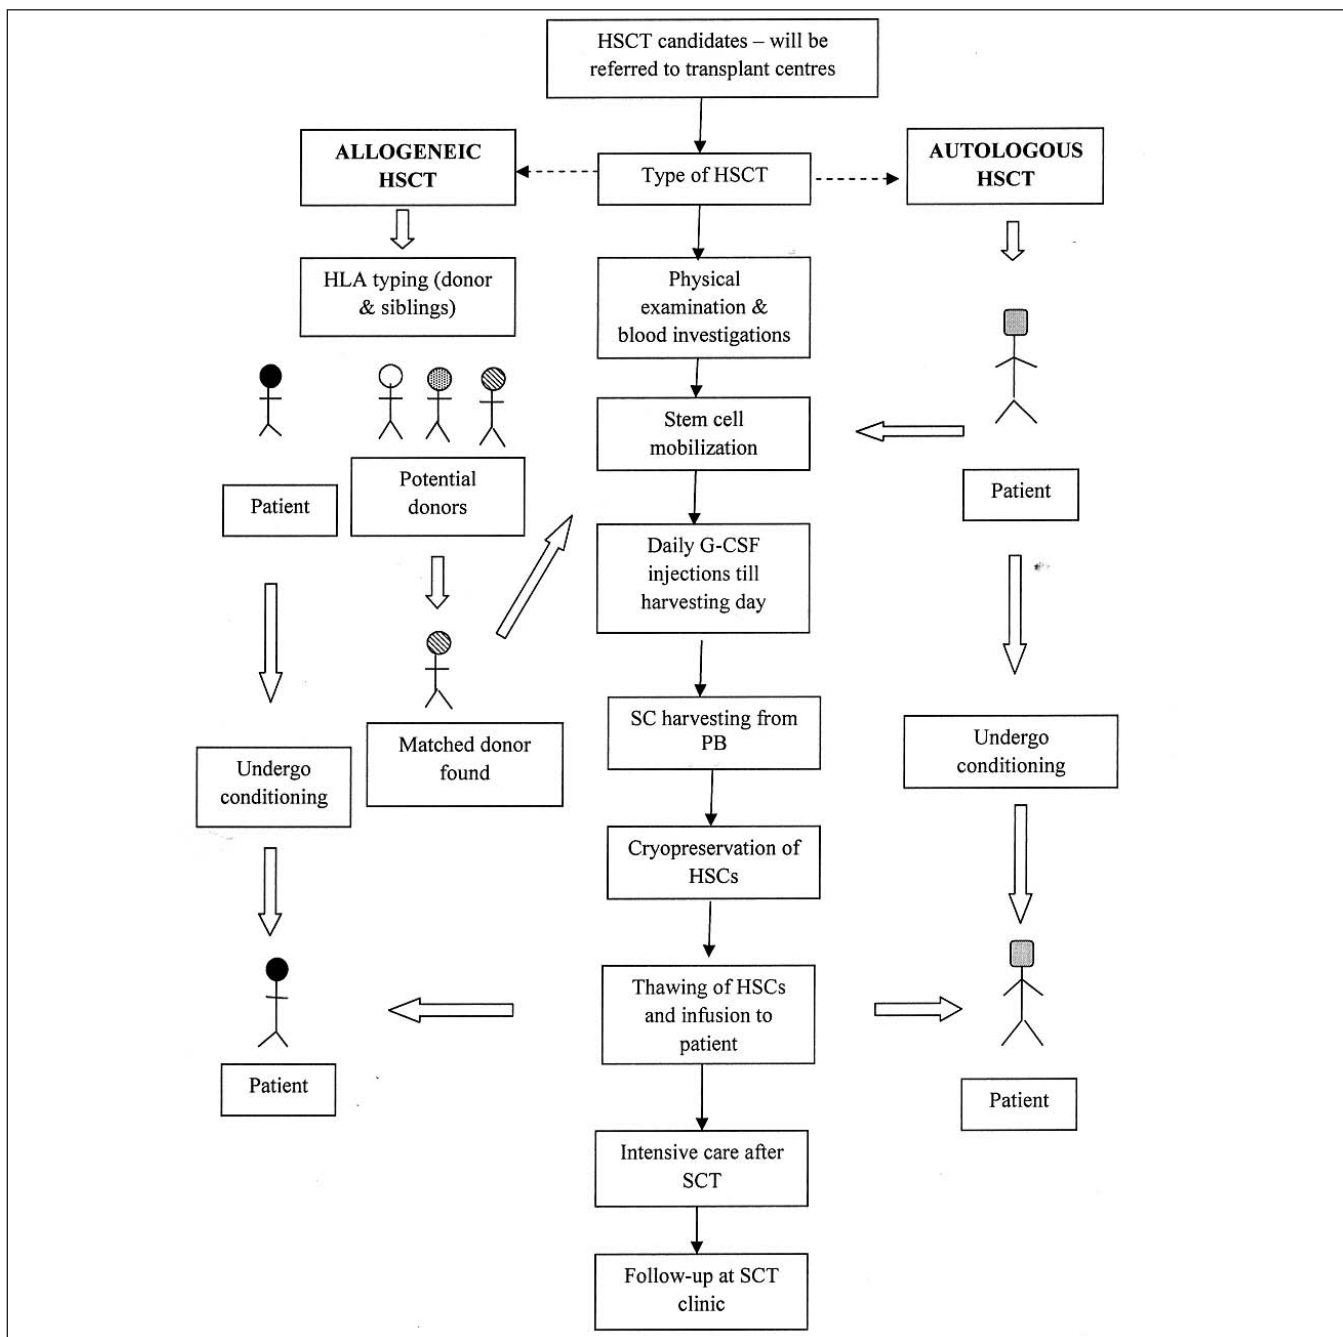 HSCT candidates – will be
referred to transplant centres
ALLOGENEIC
HSCT
Type of HSCT
AUTOLOGOUS
HSCT
HLA typing (donor
& siblings)
Physical
examination &
blood investigations
Stem cell
mobilization
Patient
Potential
donors
Patient
Daily G-CSF
injections till
harvesting day
SC harvesting from
PB
Matched donor
found
Undergo
conditioning
Undergo
conditioning
Cryopreservation of
HSCs
Thawing of HSCs
and infusion to
patient
Patient
Patient
Intensive care after
SCT
Follow-up at SCT
clinic